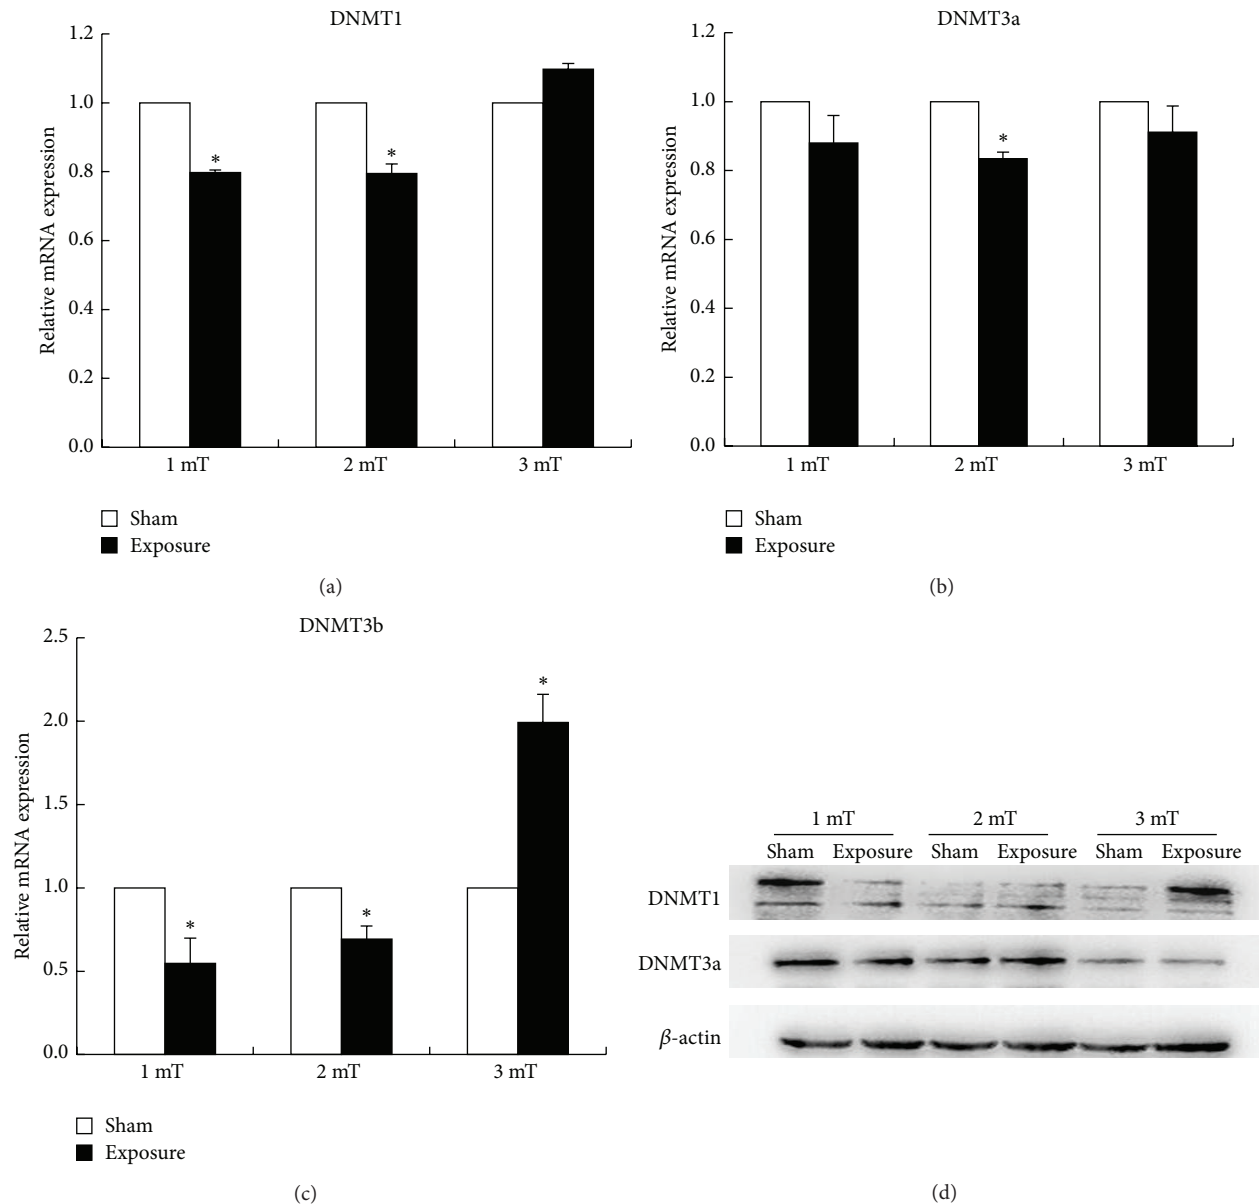 DNMT1
1.2
1.0
0.8
0.6
0.4
0.2
0.0
Relative mRNA expression
*
*
1 mT
2 mT
3 mT
Sham
Exposure
(a)
DNMT3a
1.2
1.0
0.8
0.6
0.4
0.2
0.0
Relative mRNA expression
*
1 mT
2 mT
3 mT
Sham
Exposure
(b)
DNMT3b
2.5
2.0
1.5
1.0
0.5
0.0
Relative mRNA expression
*
*
*
1 mT
2 mT
3 mT
Sham
Exposure
(c)
1 mT 2 mT 3 mT
Sham Exposure Sham Exposure Sham Exposure
DNMT1
DNMT3a
β-actin
(d)